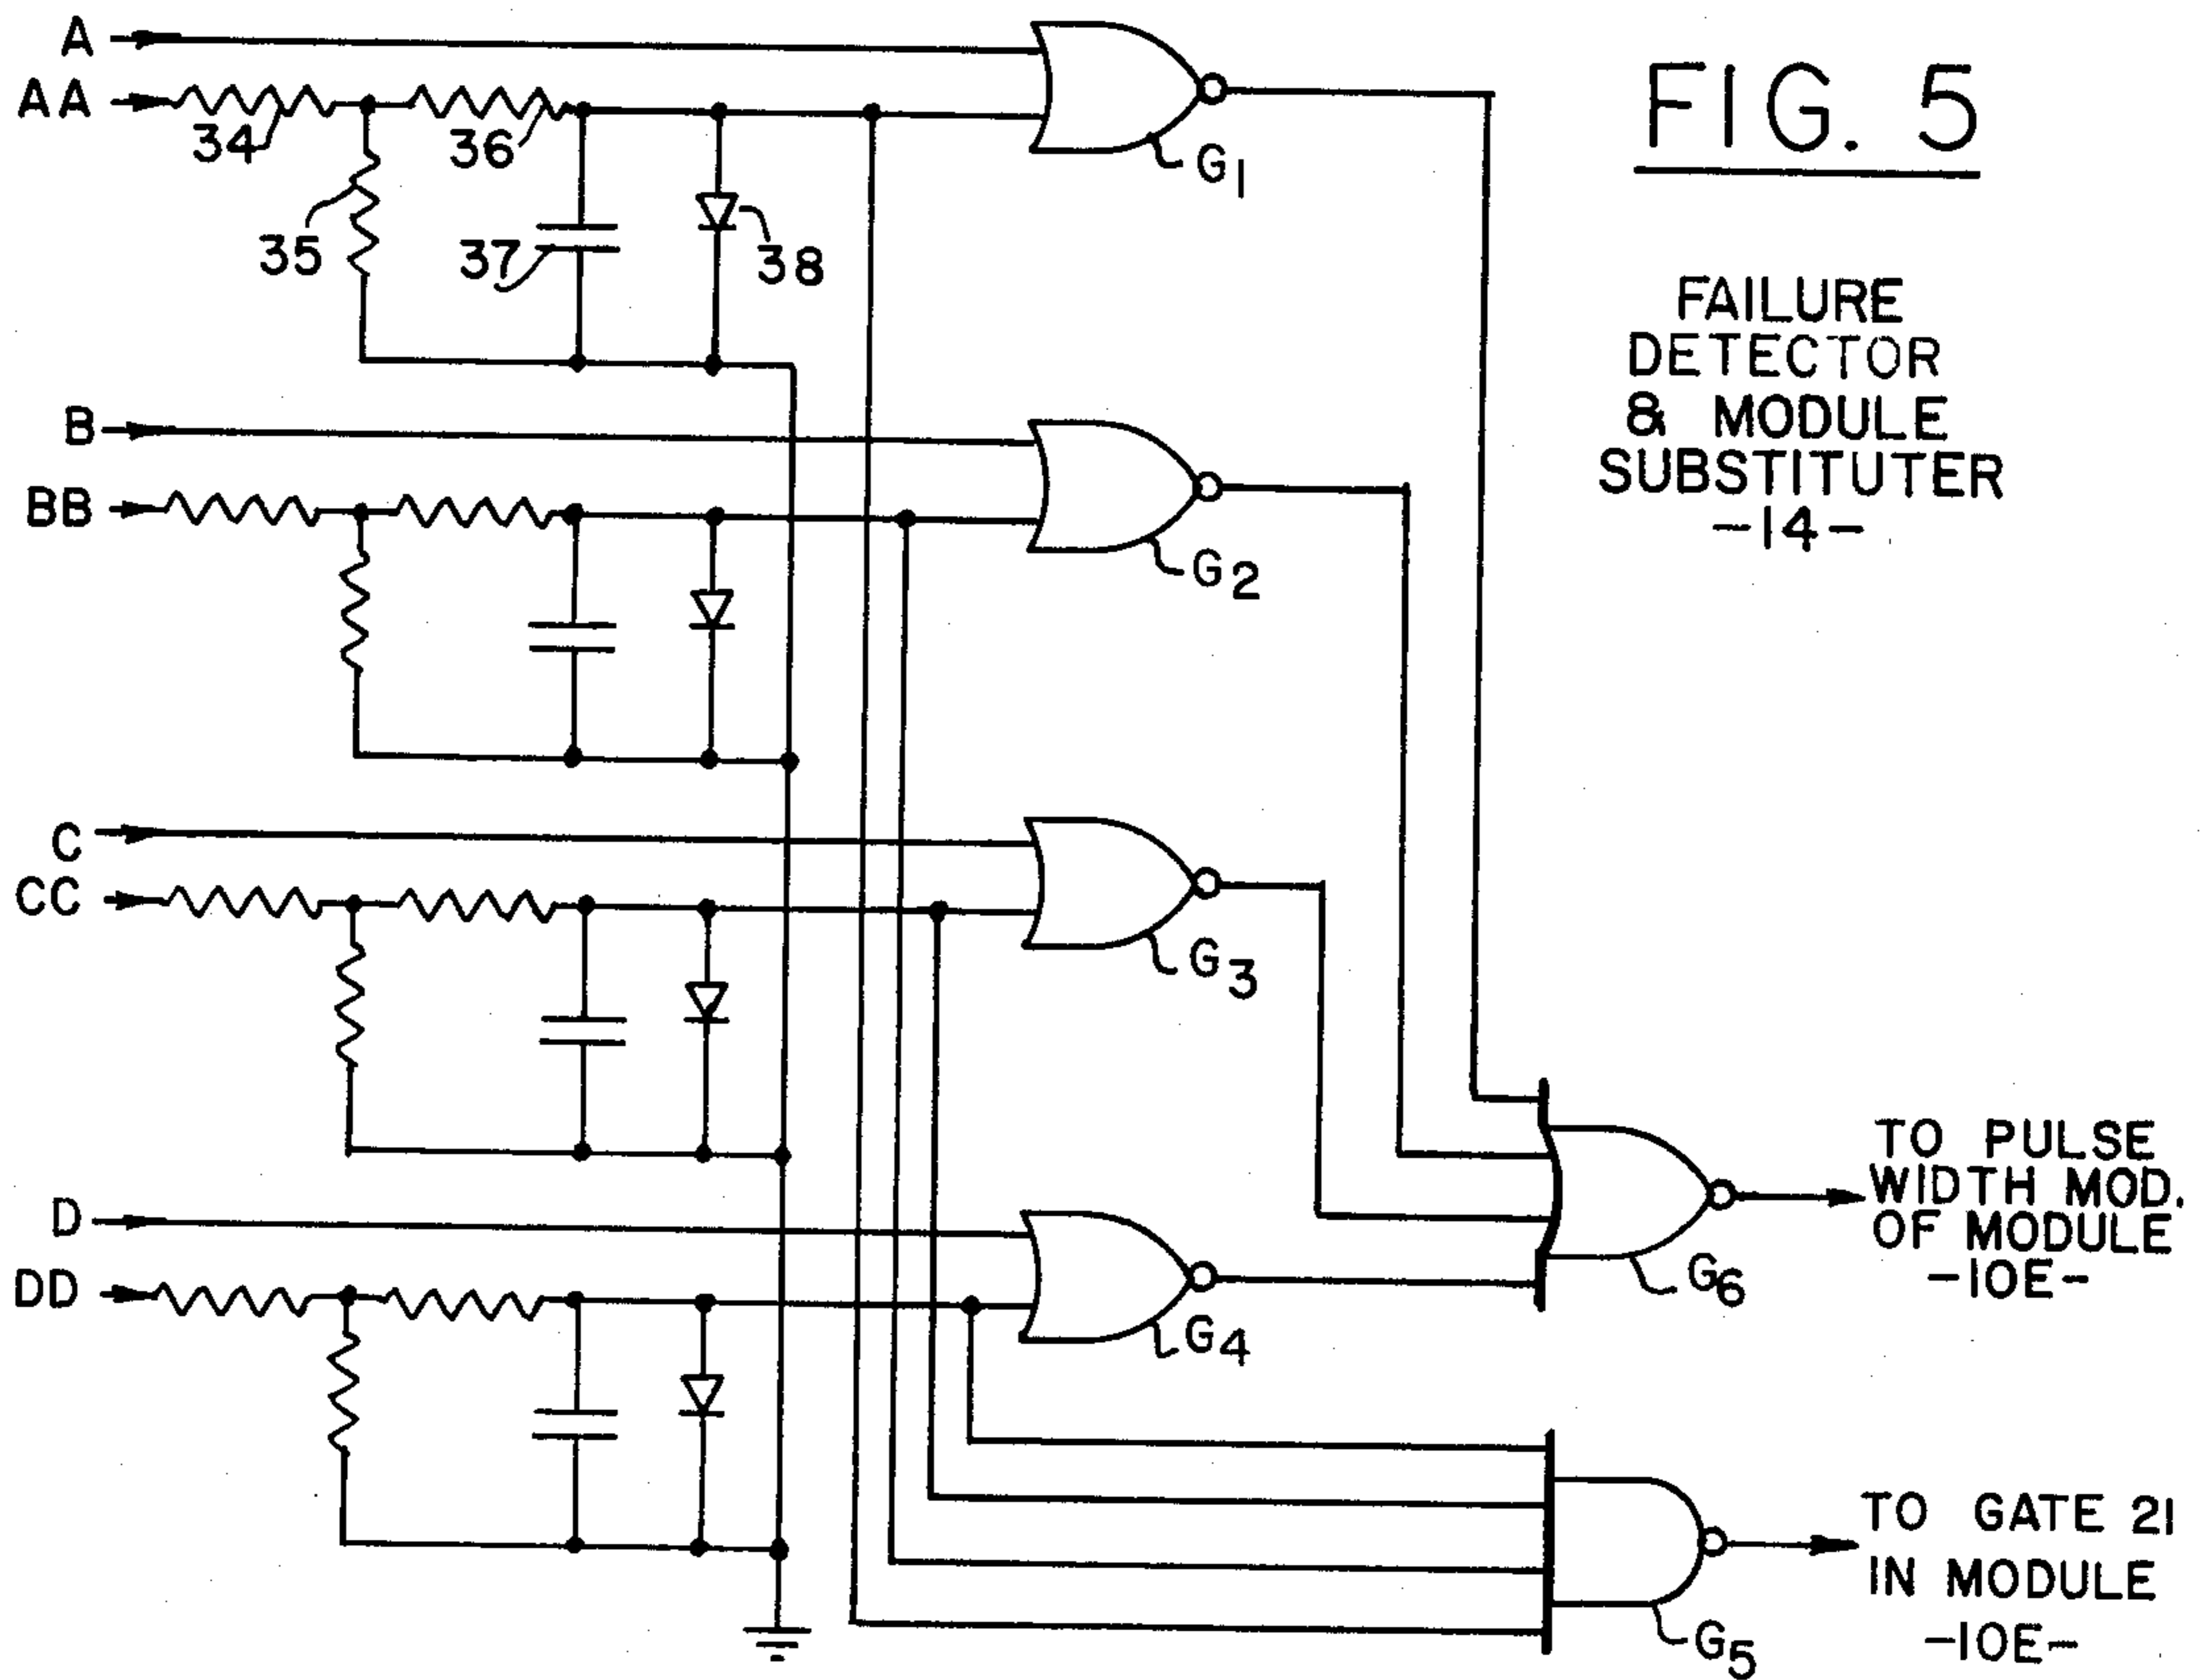 A
AA
34
36
35
37
38
G1
FIG. 5
FAILURE
DETECTOR
& MODULE
SUBSTITUTER
-14-
B
BB
G2
C
CC
G3
D
DD
G4
G6
TO PULSE
WIDTH MOD.
OF MODULE
-10E-
G5
TO GATE 21
IN MODULE
-10E-